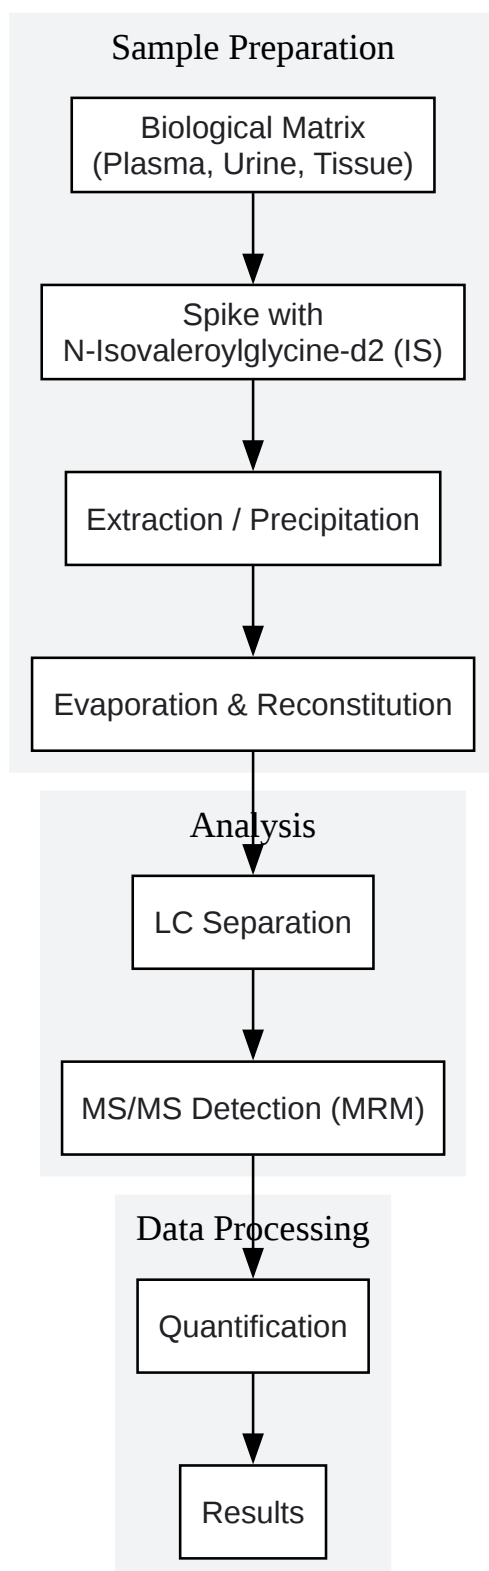 Sample Preparation
Biological Matrix
(Plasma, Urine, Tissue)
Spike with
N-Isovaleroylglycine-d2 (IS)
Extraction / Precipitation
Evaporation & Reconstitution
Analysis
LC Separation
MS/MS Detection (MRM)
Data Processing
Quantification
Results